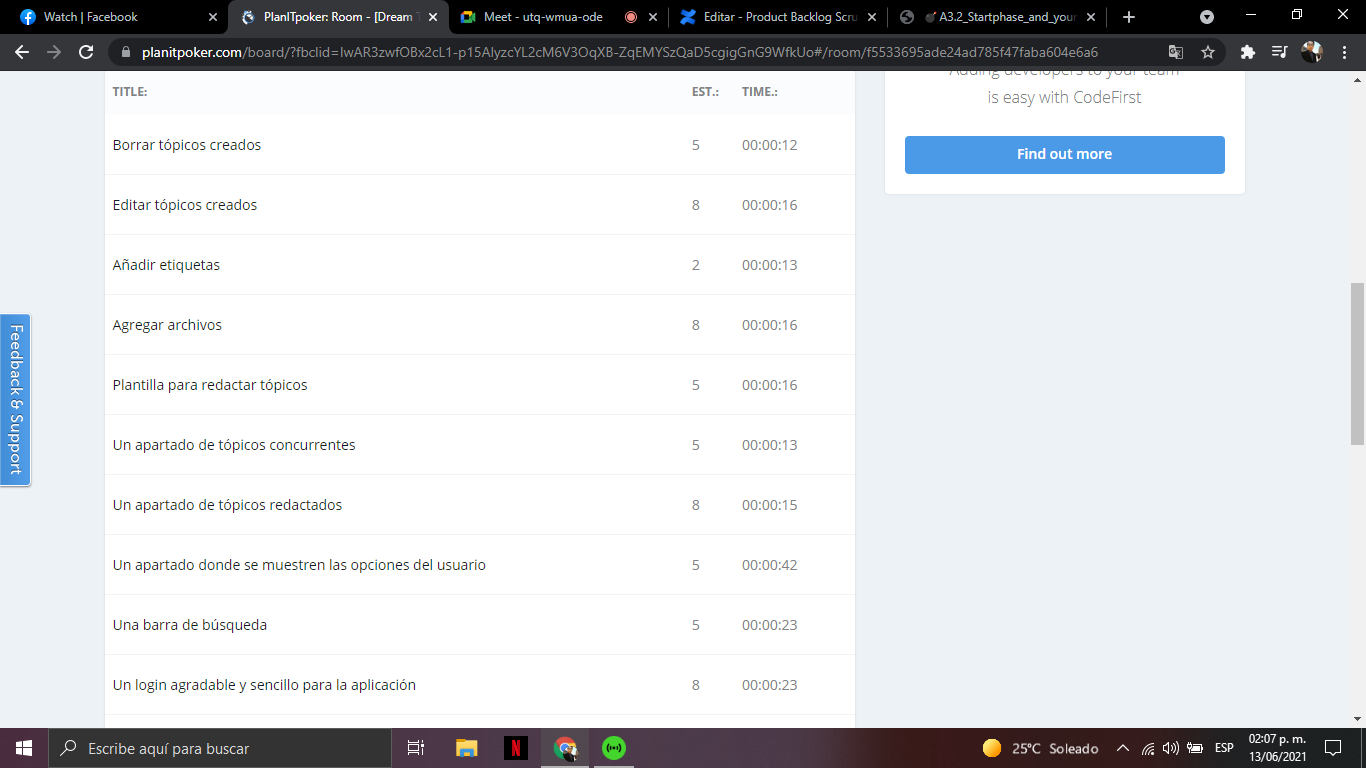 Watch | Facebook
PlanITpoker: Room - [Dream T
Meet - utq-wmua-ode
Editar - Product Backlog Scru
A3.2_Startphase_and_your
planitpoker.com/board/?fbclid=IwAR3zwfOBx2cL1-p15AlyzcYL2cM6V3OqXB-ZqEMYSzQaD5cgigGnG9WfkUo#/room/f5533695ade24ad785f47faba604e6a6
TITLE: EST.: TIME.:
Borrar tópicos creados 5 00:00:12
Editar tópicos creados 8 00:00:16
Añadir etiquetas 2 00:00:13
Agregar archivos 8 00:00:16
Plantilla para redactar tópicos 5 00:00:16
Un apartado de tópicos concurrentes 5 00:00:13
Un apartado de tópicos redactados 8 00:00:15
Un apartado donde se muestren las opciones del usuario 5 00:00:42
Una barra de búsqueda 5 00:00:23
Un login agradable y sencillo para la aplicación 8 00:00:23
Adding developers to your team
is easy with CodeFirst
Find out more
Feedback & Support
Escribe aquí para buscar
25°C Soleado
ESP
02:07 p. m.
13/06/2021